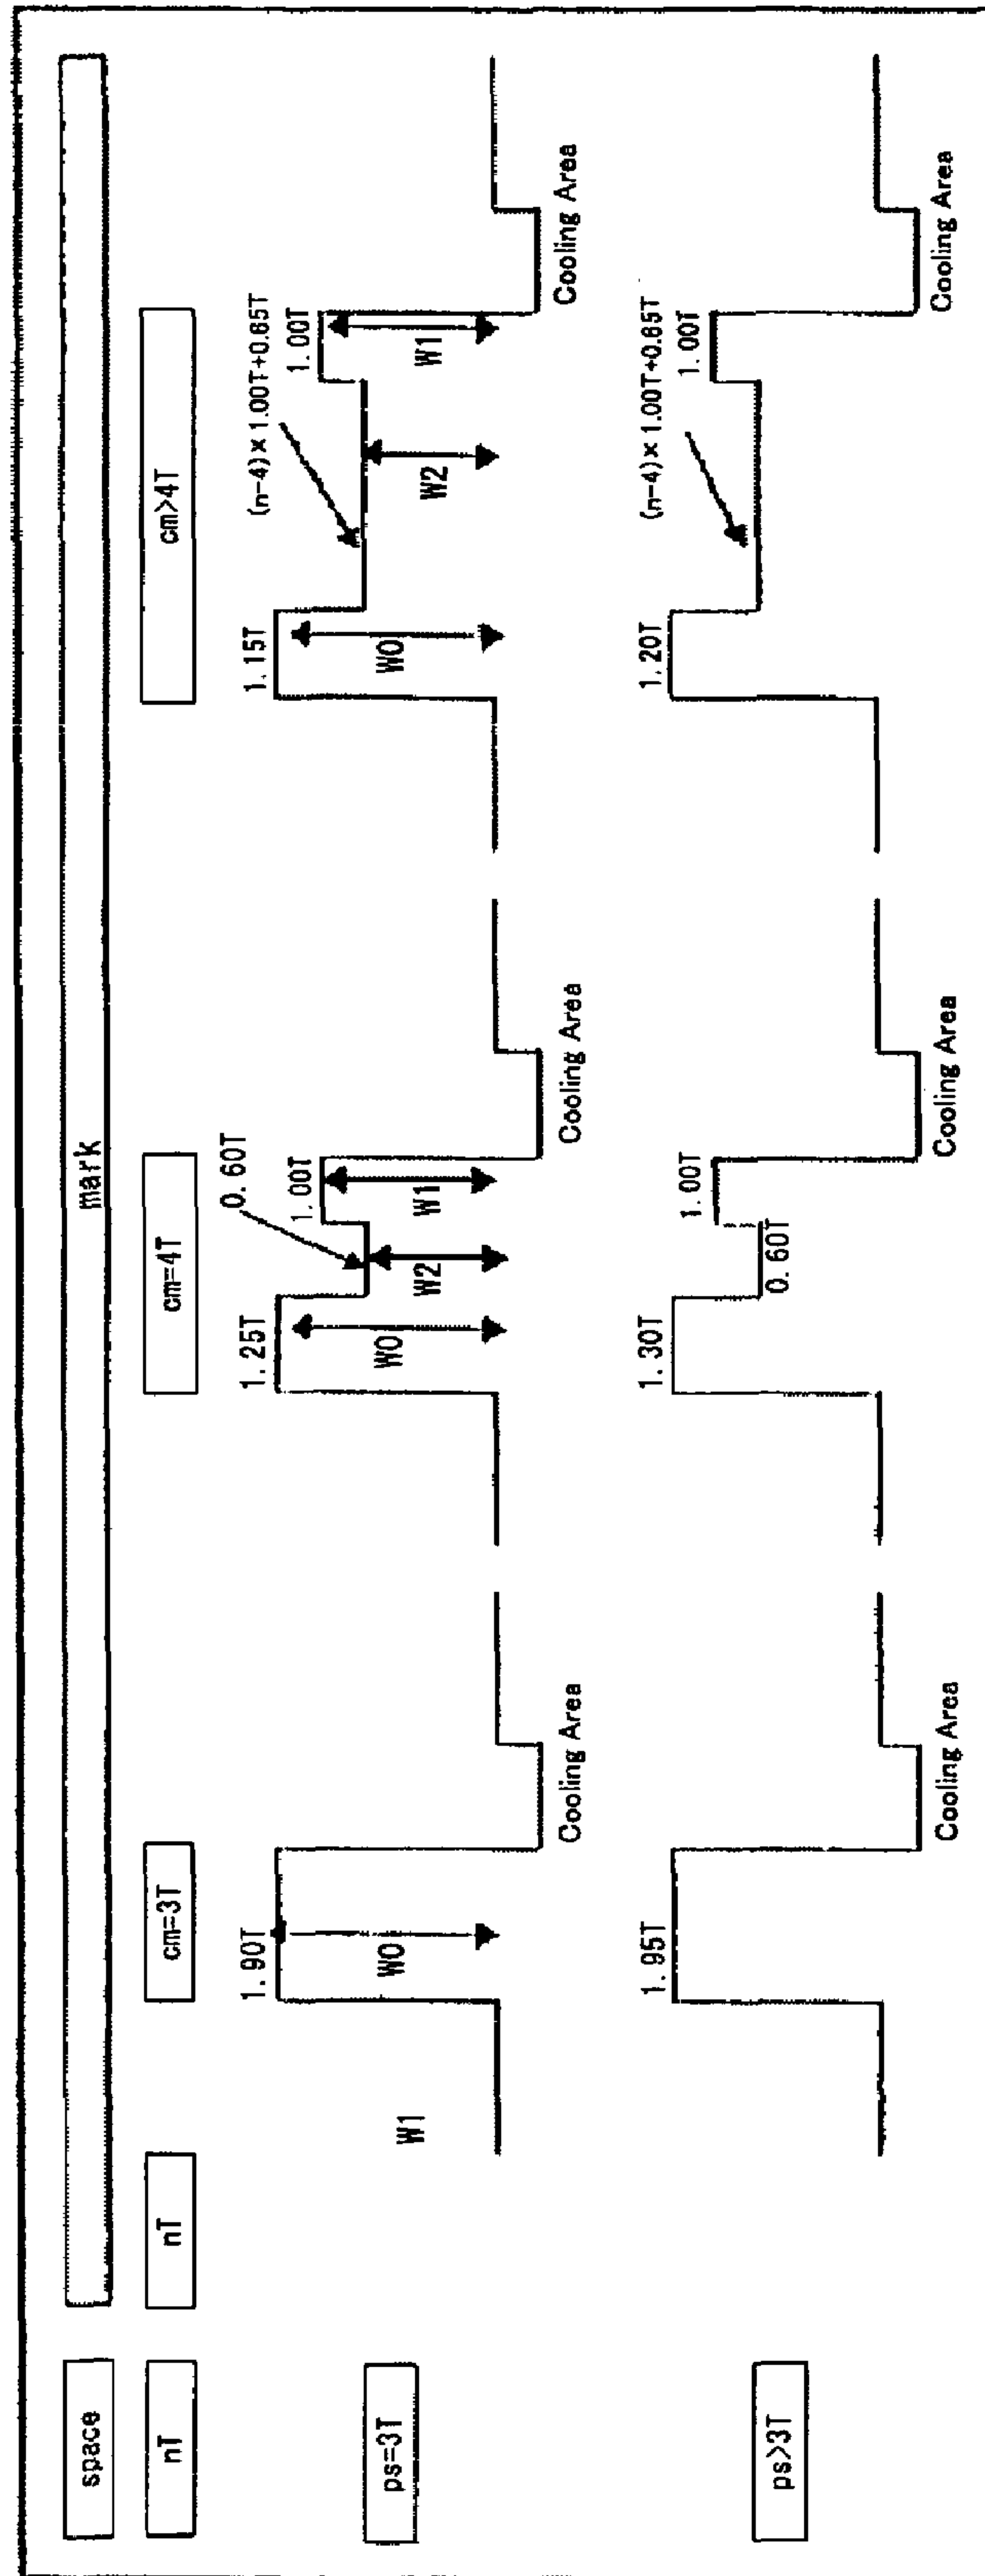 space
mark
nT
nT
cm=3T
cm=4T
cm>4T
ps=3T
W1
1.90T
W0
Cooling Area
1.25T
0.60T
1.00T
W0
W2
W1
Cooling Area
1.15T
(n-4)×1.00T+0.65T
1.00T
W0
W2
W1
Cooling Area
ps>3T
1.95T
Cooling Area
1.30T
0.60T
1.00T
Cooling Area
1.20T
(n-4)×1.00T+0.65T
1.00T
Cooling Area